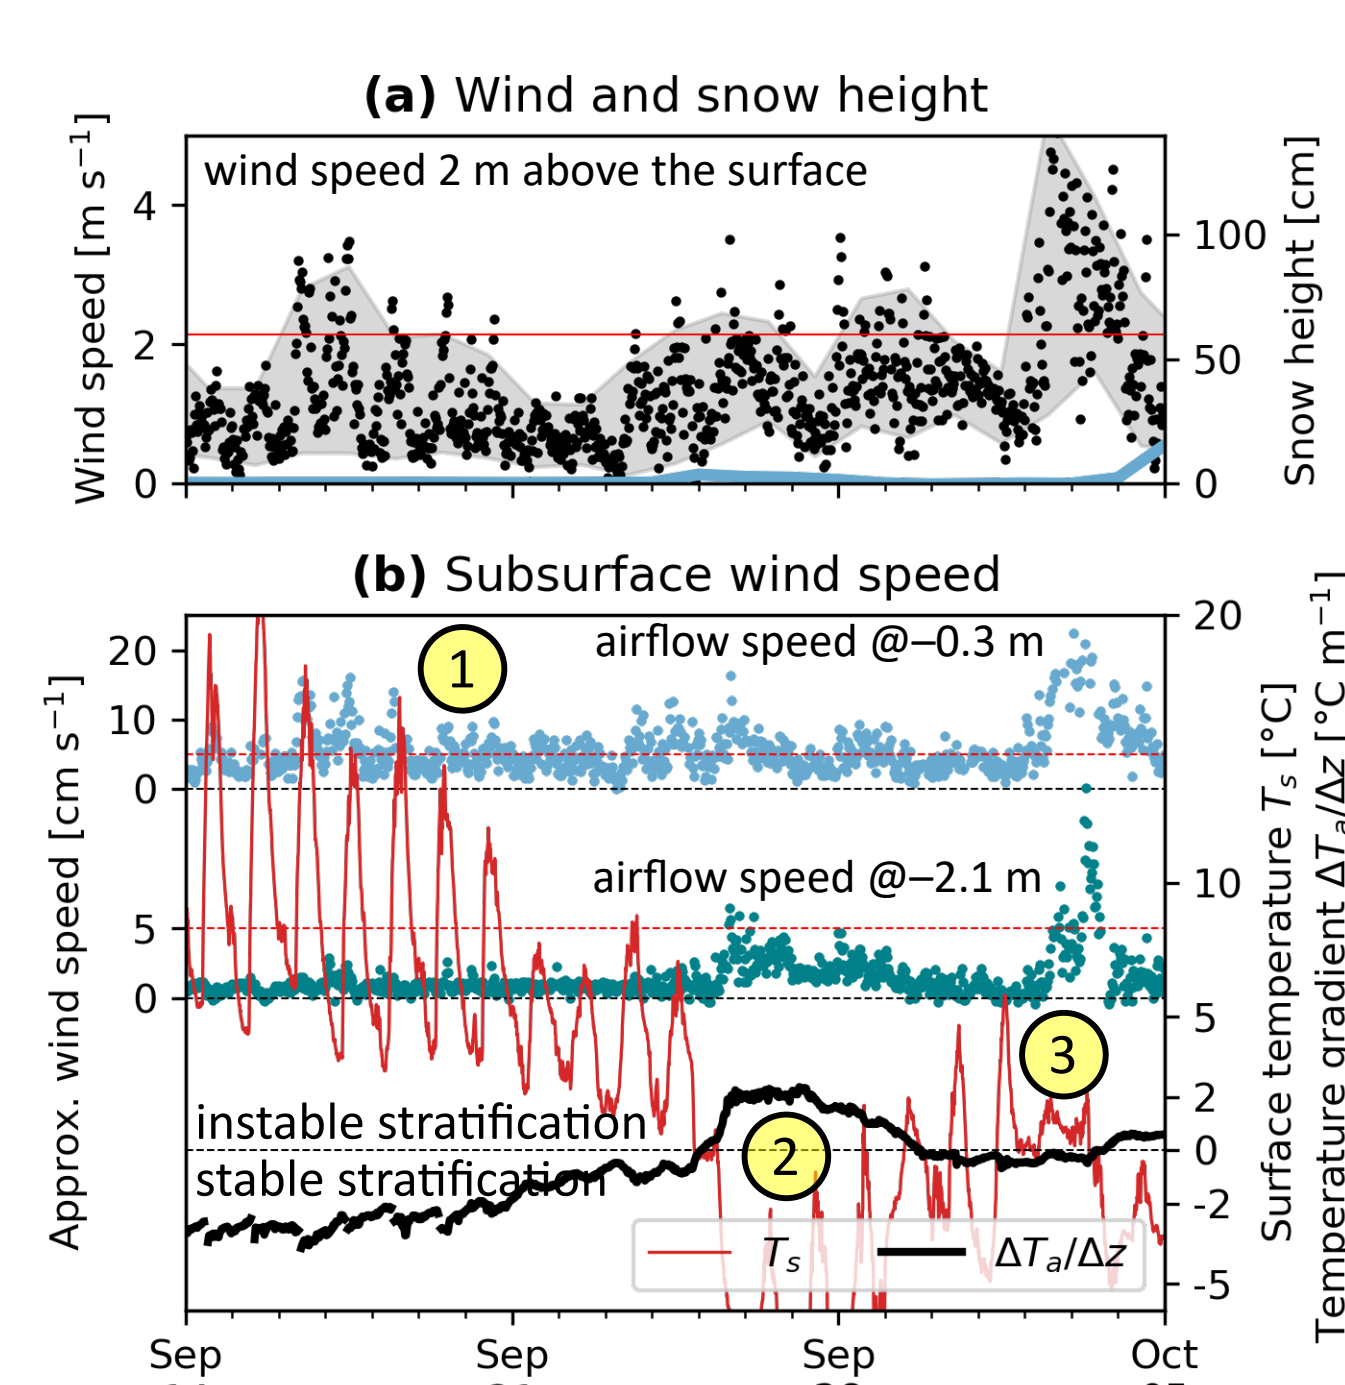 (a) Wind and snow height
wind speed 2 m above the surface
Wind speed [m s⁻¹]
4
2
0
Snow height [cm]
100
50
0
(b) Subsurface wind speed
airflow speed @–0.3 m
1
airflow speed @–2.1 m
3
instable stratification
2
stable stratification
Tₛ
ΔTₐ/Δz
Approx. wind speed [cm s⁻¹]
20
10
0
5
0
20
10
5
2
0
-2
-5
Surface temperature Tₛ [°C]
Temperature gradient ΔTₐ/Δz [°C m⁻¹]
Sep
Sep
Sep
Oct